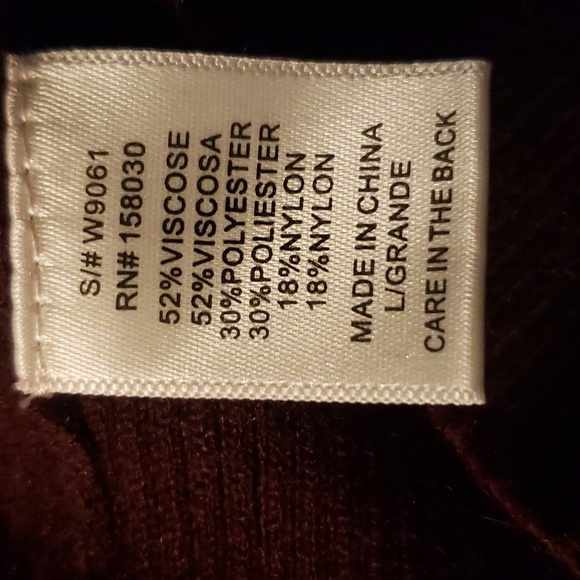 S/# W9061
RN# 158030
52%VISCOSE
52%VISCOSA
30%POLYESTER
30%POLIESTER
18%NYLON
18%NYLON
MADE IN CHINA
L/GRANDE
CARE IN THE BACK